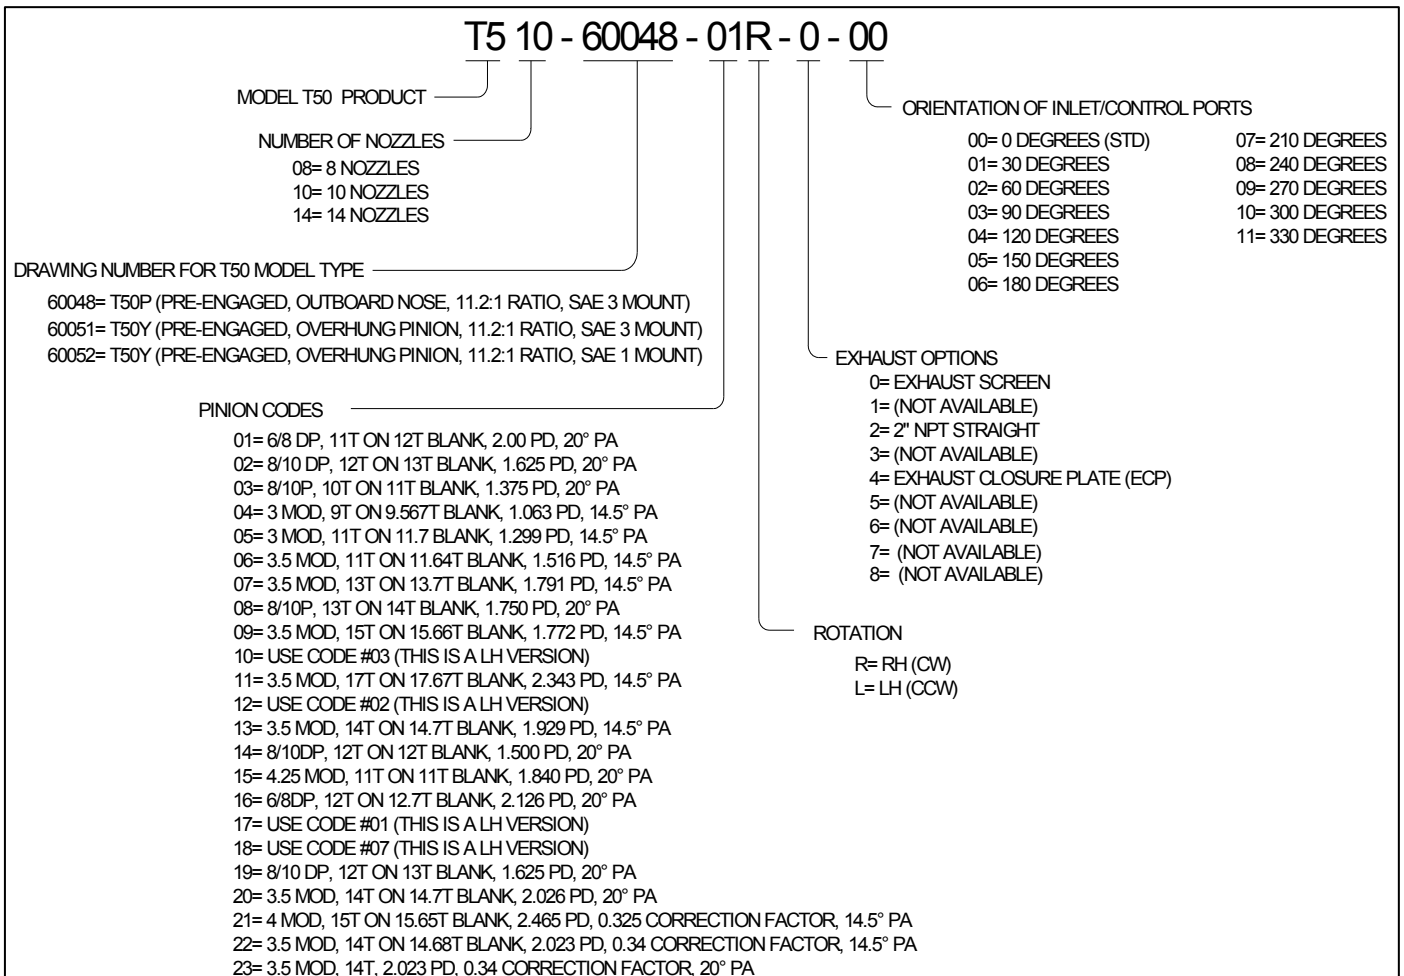 T5 10 - 60048 - 01R - 0 - 00
MODEL T50 PRODUCT
NUMBER OF NOZZLES
08= 8 NOZZLES
10= 10 NOZZLES
14= 14 NOZZLES
DRAWING NUMBER FOR T50 MODEL TYPE
60048= T50P (PRE-ENGAGED, OUTBOARD NOSE, 11.2:1 RATIO, SAE 3 MOUNT)
60051= T50Y (PRE-ENGAGED, OVERHUNG PINION, 11.2:1 RATIO, SAE 3 MOUNT)
60052= T50Y (PRE-ENGAGED, OVERHUNG PINION, 11.2:1 RATIO, SAE 1 MOUNT)
PINION CODES
01= 6/8 DP, 11T ON 12T BLANK, 2.00 PD, 20° PA
02= 8/10 DP, 12T ON 13T BLANK, 1.625 PD, 20° PA
03= 8/10P, 10T ON 11T BLANK, 1.375 PD, 20° PA
04= 3 MOD, 9T ON 9.567T BLANK, 1.063 PD, 14.5° PA
05= 3 MOD, 11T ON 11.7 BLANK, 1.299 PD, 14.5° PA
06= 3.5 MOD, 11T ON 11.64T BLANK, 1.516 PD, 14.5° PA
07= 3.5 MOD, 13T ON 13.7T BLANK, 1.791 PD, 14.5° PA
08= 8/10P, 13T ON 14T BLANK, 1.750 PD, 20° PA
09= 3.5 MOD, 15T ON 15.66T BLANK, 1.772 PD, 14.5° PA
10= USE CODE #03 (THIS IS A LH VERSION)
11= 3.5 MOD, 17T ON 17.67T BLANK, 2.343 PD, 14.5° PA
12= USE CODE #02 (THIS IS A LH VERSION)
13= 3.5 MOD, 14T ON 14.7T BLANK, 1.929 PD, 14.5° PA
14= 8/10DP, 12T ON 12T BLANK, 1.500 PD, 20° PA
15= 4.25 MOD, 11T ON 11T BLANK, 1.840 PD, 20° PA
16= 6/8DP, 12T ON 12.7T BLANK, 2.126 PD, 20° PA
17= USE CODE #01 (THIS IS A LH VERSION)
18= USE CODE #07 (THIS IS A LH VERSION)
19= 8/10 DP, 12T ON 13T BLANK, 1.625 PD, 20° PA
20= 3.5 MOD, 14T ON 14.7T BLANK, 2.026 PD, 20° PA
21= 4 MOD, 15T ON 15.65T BLANK, 2.465 PD, 0.325 CORRECTION FACTOR, 14.5° PA
22= 3.5 MOD, 14T ON 14.68T BLANK, 2.023 PD, 0.34 CORRECTION FACTOR, 14.5° PA
23= 3.5 MOD, 14T, 2.023 PD, 0.34 CORRECTION FACTOR, 20° PA
ORIENTATION OF INLET/CONTROL PORTS
00= 0 DEGREES (STD)
01= 30 DEGREES
02= 60 DEGREES
03= 90 DEGREES
04= 120 DEGREES
05= 150 DEGREES
06= 180 DEGREES
07= 210 DEGREES
08= 240 DEGREES
09= 270 DEGREES
10= 300 DEGREES
11= 330 DEGREES
EXHAUST OPTIONS
0= EXHAUST SCREEN
1= (NOT AVAILABLE)
2= 2" NPT STRAIGHT
3= (NOT AVAILABLE)
4= EXHAUST CLOSURE PLATE (ECP)
5= (NOT AVAILABLE)
6= (NOT AVAILABLE)
7= (NOT AVAILABLE)
8= (NOT AVAILABLE)
ROTATION
R= RH (CW)
L= LH (CCW)